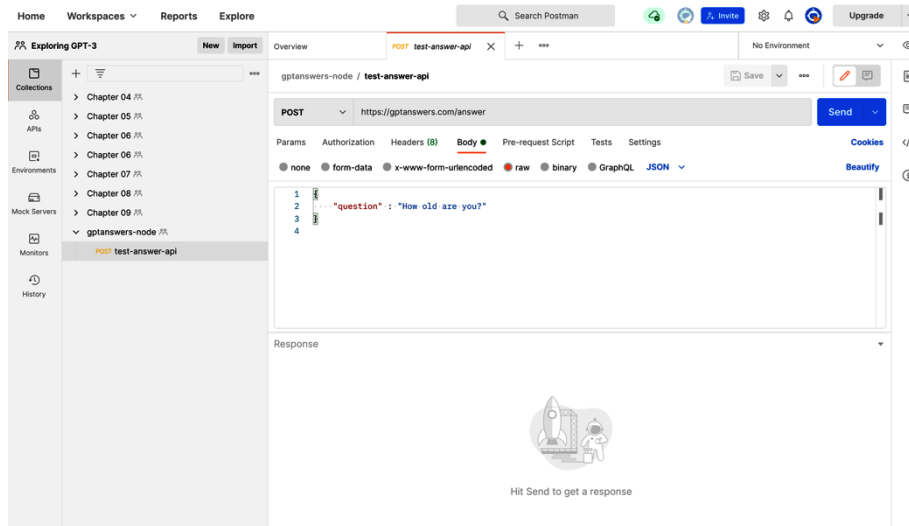 Home Workspaces Reports Explore Search Postman Invite Upgrade
Exploring GPT-3 New Import Overview POST test-answer-api No Environment
Collections
APIs
Environments
Mock Servers
Monitors
History
Chapter 04
Chapter 05
Chapter 06
Chapter 06
Chapter 07
Chapter 08
Chapter 09
gptanswers-node
POST test-answer-api
gptanswers-node / test-answer-api Save
POST https://gptanswers.com/answer Send
Params Authorization Headers (8) Body Pre-request Script Tests Settings Cookies
none form-data x-www-form-urlencoded raw binary GraphQL JSON Beautify
1 {
2 ····"question" : "How old are you?"
3 }
4
Response
Hit Send to get a response